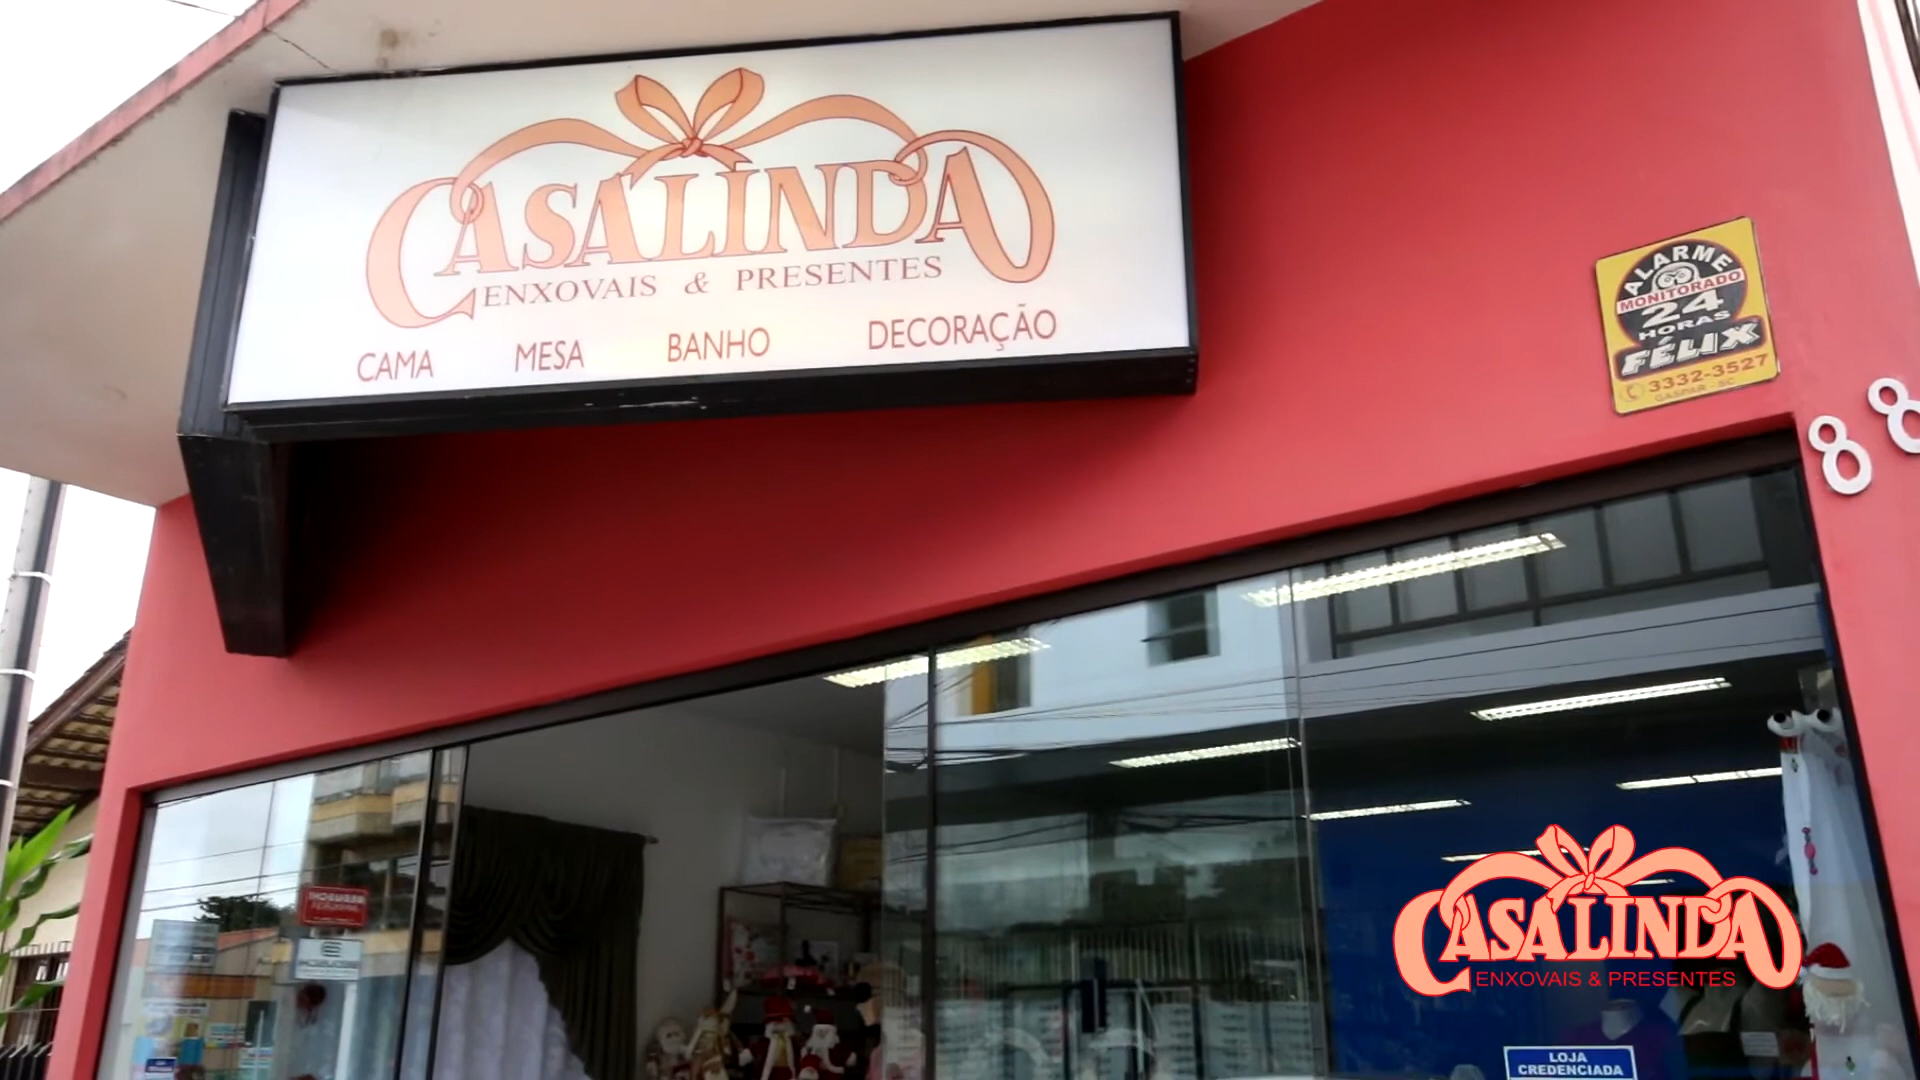 CASALINDA
ENXOVAIS & PRESENTES
CAMA MESA BANHO DECORAÇÃO
ALARME
MONITORADO
24
HORAS
FÉLIX
3332-3527
GASPAR - SC
88
CASALINDA
ENXOVAIS & PRESENTES
LOJA
CREDENCIADA